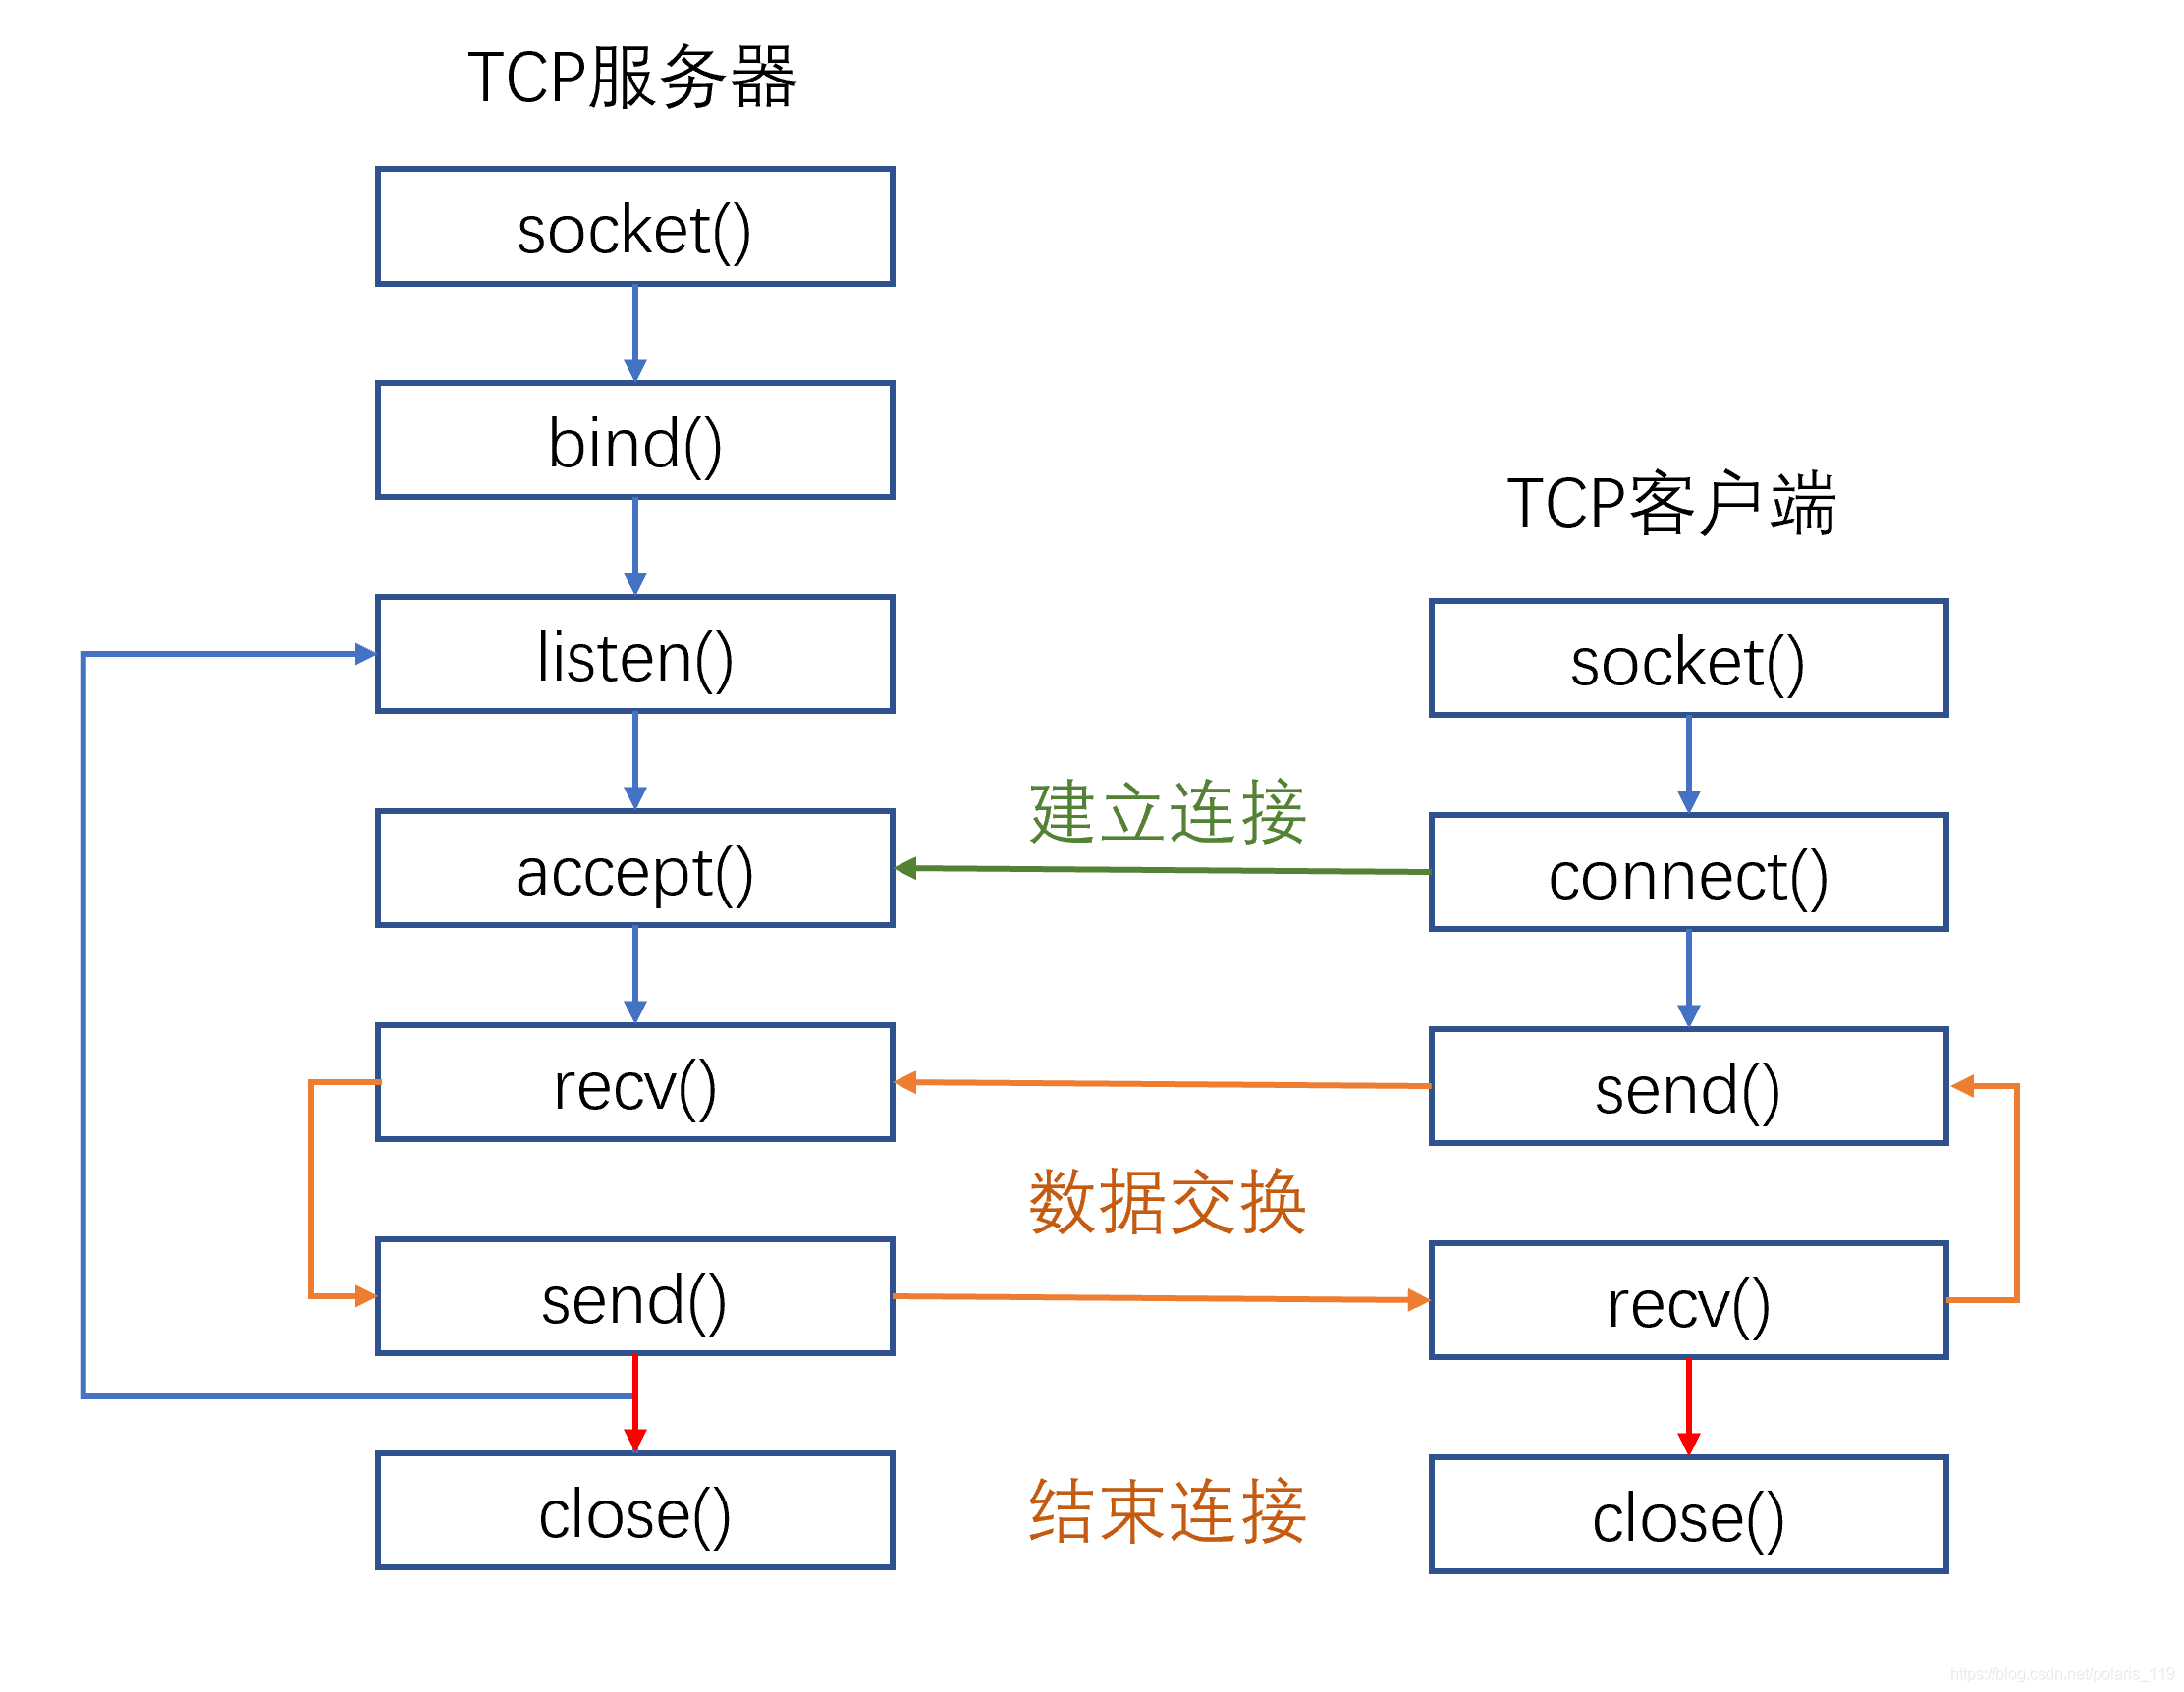 TCP服务器
socket()
bind()
listen()
accept()
recv()
send()
close()
建立连接
数据交换
结束连接
TCP客户端
socket()
connect()
send()
recv()
close()
https://blog.csdn.net/polaris_119